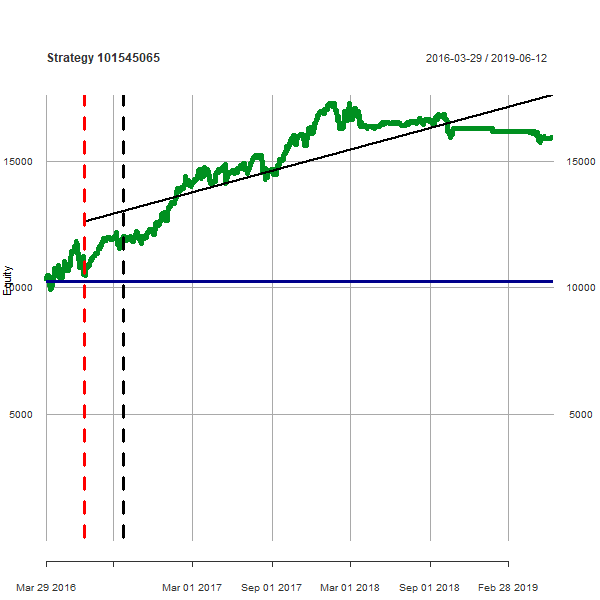 Strategy 101545065 2016-03-29 / 2019-06-12
15000 15000
Equity
10000 10000
5000 5000
Mar 29 2016 Mar 01 2017 Sep 01 2017 Mar 01 2018 Sep 01 2018 Feb 28 2019